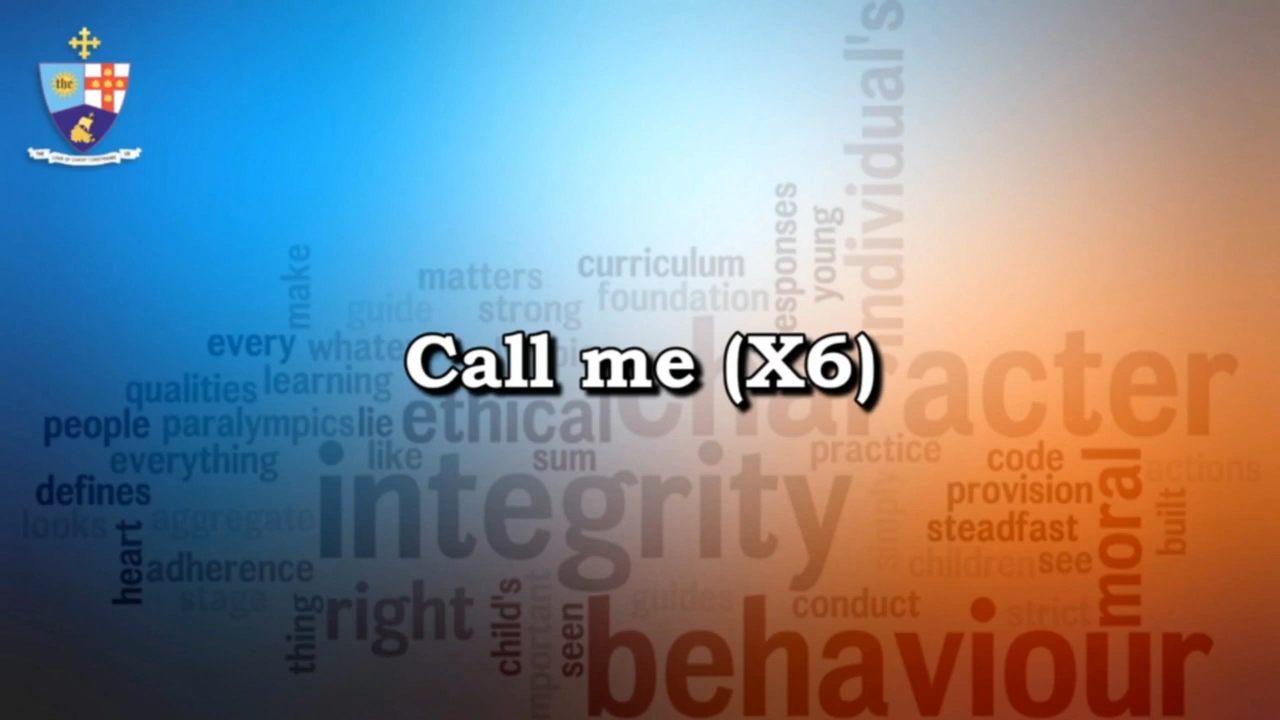 the
individual's
responses
young
make
matters
curriculum
guide
strong
foundation
every
Call me (X6)
character
qualities
learning
people
paralympics
lie
ethical
everything
like
sum
practice
code
moral
actions
defines
integrity
provision
simply
built
looks
aggregate
steadfast
heart
adherence
children
see
stage
thing
right
child's
important
seen
guides
conduct
strict
behaviour